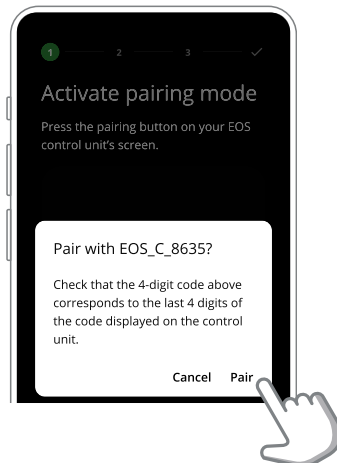 1 2 3
Activate pairing mode
Press the pairing button on your EOS
control unit's screen.
Pair with EOS_C_8635?
Check that the 4-digit code above
corresponds to the last 4 digits of
the code displayed on the control
unit.
Cancel Pair